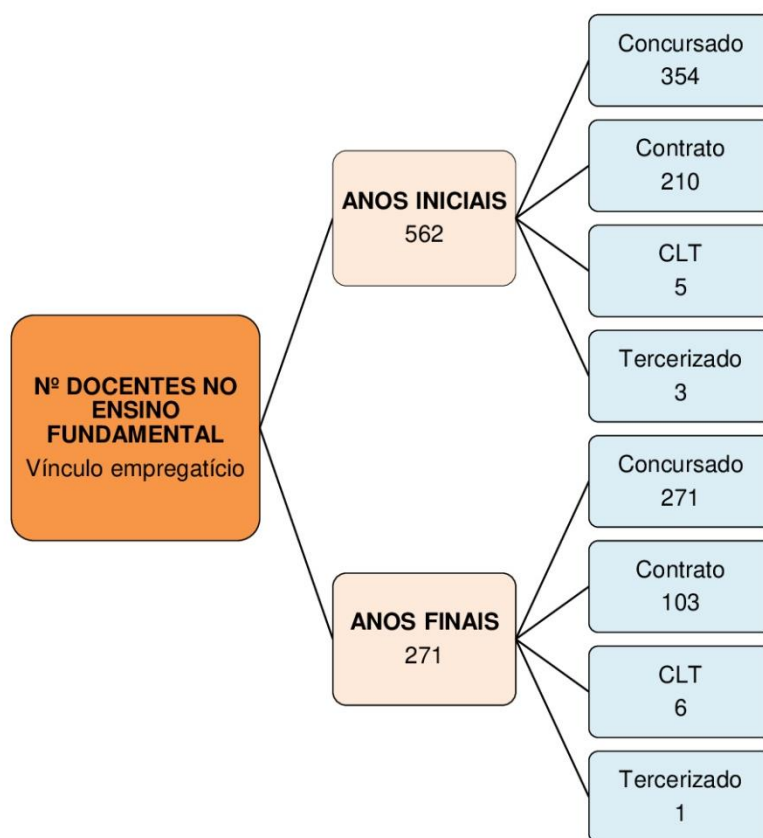 Nº DOCENTES NO
ENSINO
FUNDAMENTAL
Vínculo empregatício
ANOS INICIAIS
562
Concursado
354
Contrato
210
CLT
5
Tercerizado
3
ANOS FINAIS
271
Concursado
271
Contrato
103
CLT
6
Tercerizado
1